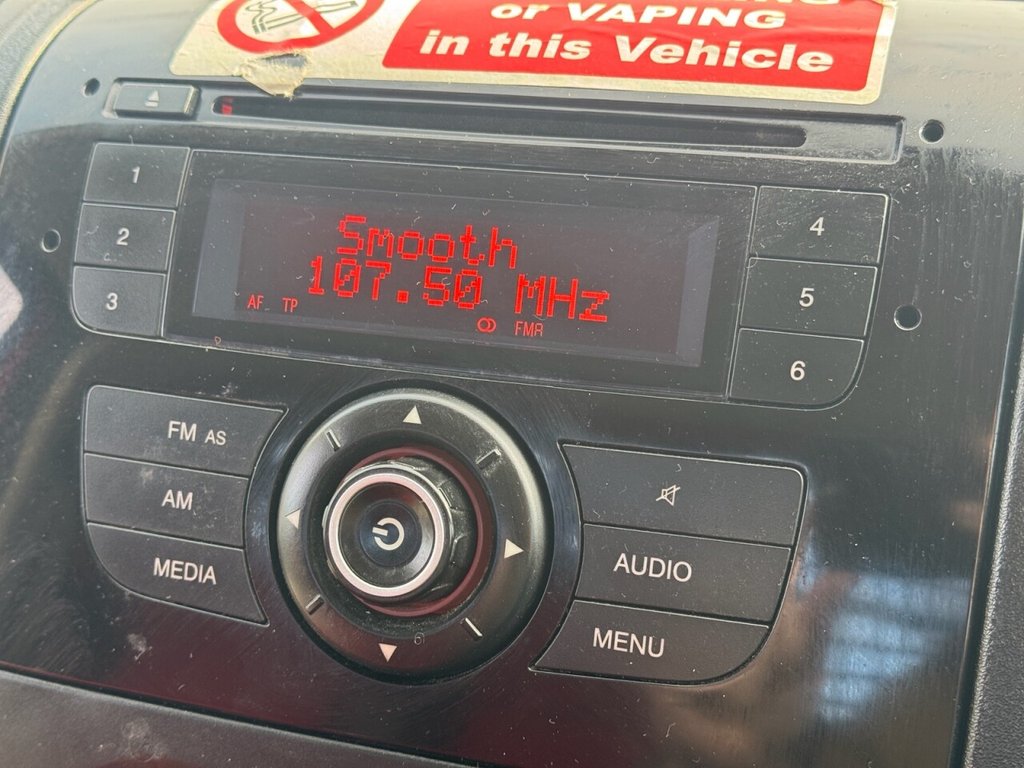 or VAPING
in this Vehicle
1
2
3
Smooth
107.50 MHz
AF TP
4
5
6
FM AS
AM
MEDIA
AUDIO
MENU